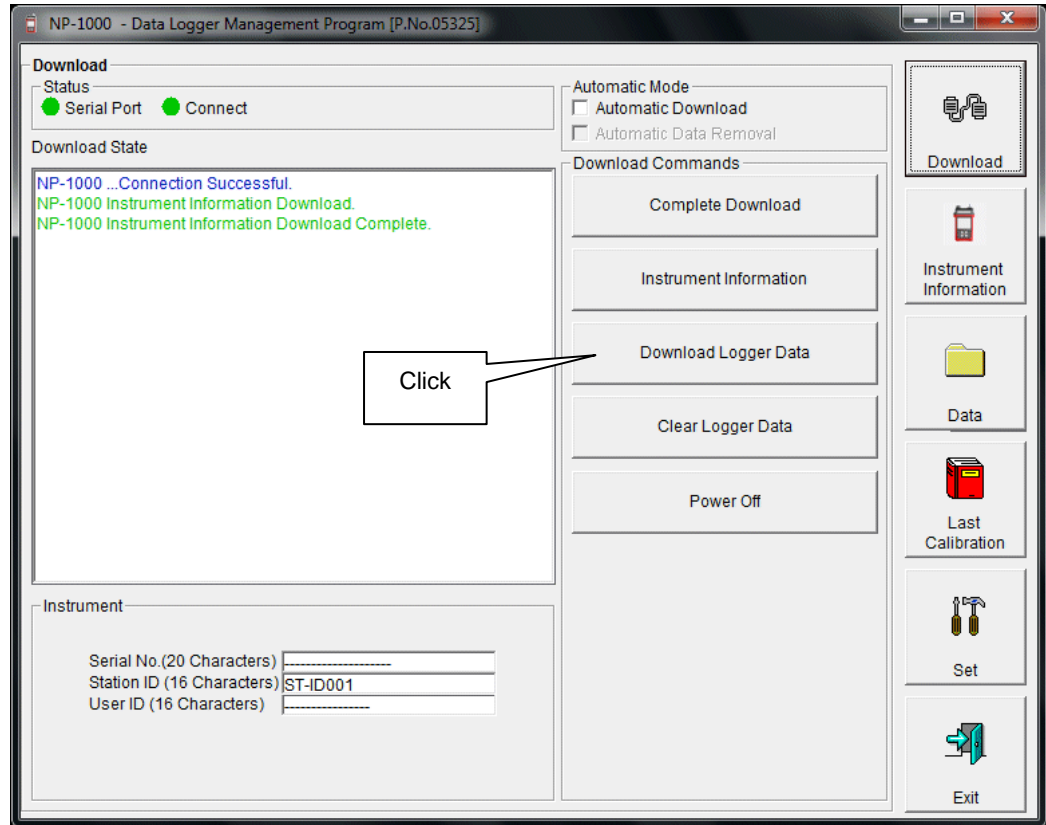 NP-1000 - Data Logger Management Program [P.No.05325]
Download
Status
Serial Port Connect
Download State
NP-1000 ...Connection Successful.
NP-1000 Instrument Information Download.
NP-1000 Instrument Information Download Complete.
Click
Instrument
Serial No.(20 Characters) --------------------
Station ID (16 Characters) ST-ID001
User ID (16 Characters) ----------------
Automatic Mode
Automatic Download
Automatic Data Removal
Download Commands
Complete Download
Instrument Information
Download Logger Data
Clear Logger Data
Power Off
Download
Instrument
Information
Data
Last
Calibration
Set
Exit